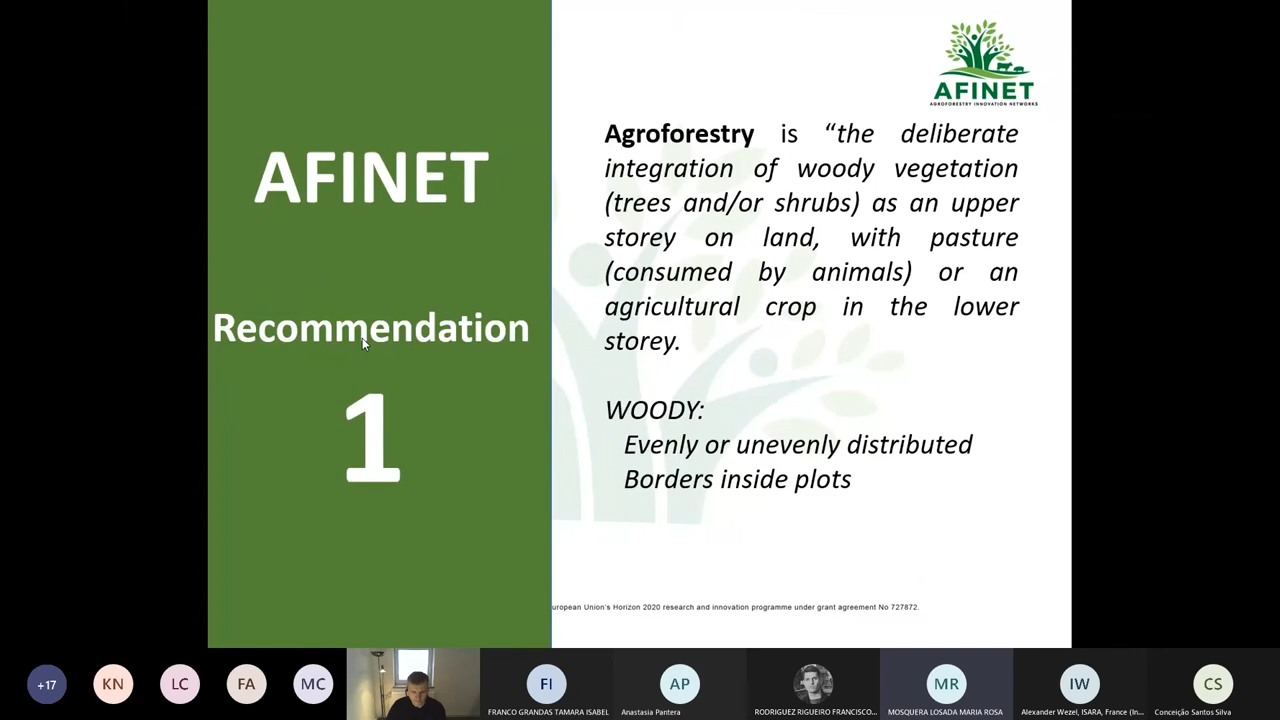 AFINET
Recommendation
1
AFINET
AGROFORESTRY INNOVATION NETWORKS
Agroforestry is “the deliberate
integration of woody vegetation
(trees and/or shrubs) as an upper
storey on land, with pasture
(consumed by animals) or an
agricultural crop in the lower
storey.
WOODY:
Evenly or unevenly distributed
Borders inside plots
uropean Union's Horizon 2020 research and innovation programme under grant agreement No 727872.
+17
KN
LC
FA
MC
FI
FRANCO GRANDAS TAMARA ISABEL
AP
Anastasia Pantera
RODRIGUEZ RIGUEIRO FRANCISCO...
MR
MOSQUERA LOSADA MARIA ROSA
IW
Alexander Wezel, ISARA, France (In...
CS
Conceição Santos Silva